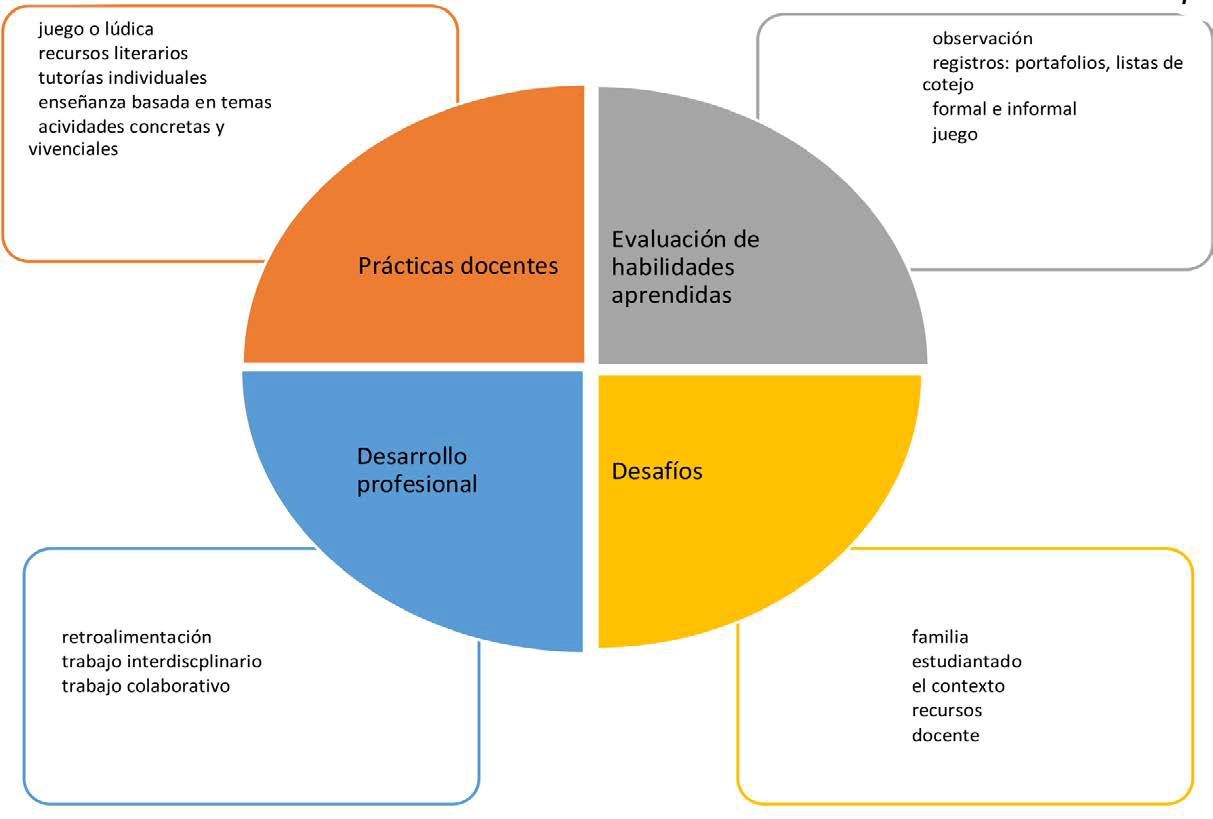 juego o lúdica
recursos literarios
tutorías individuales
enseñanza basada en temas
acividades concretas y
vivenciales
observación
registros: portafolios, listas de
cotejo
formal e informal
juego
Prácticas docentes
Evaluación de
habilidades
aprendidas
Desarrollo
profesional
Desafíos
retroalimentación
trabajo interdiscplinario
trabajo colaborativo
familia
estudiantado
el contexto
recursos
docente